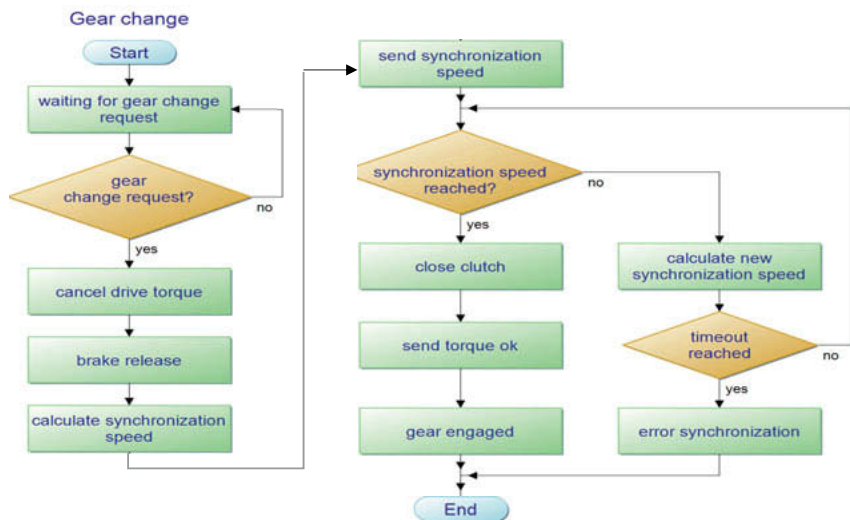 Gear change
Start
waiting for gear change
request
gear
change request?
no
yes
cancel drive torque
brake release
calculate synchronization
speed
send synchronization
speed
synchronization speed
reached?
no
yes
close clutch
send torque ok
gear engaged
calculate new
synchronization speed
timeout
reached
no
yes
error synchronization
End